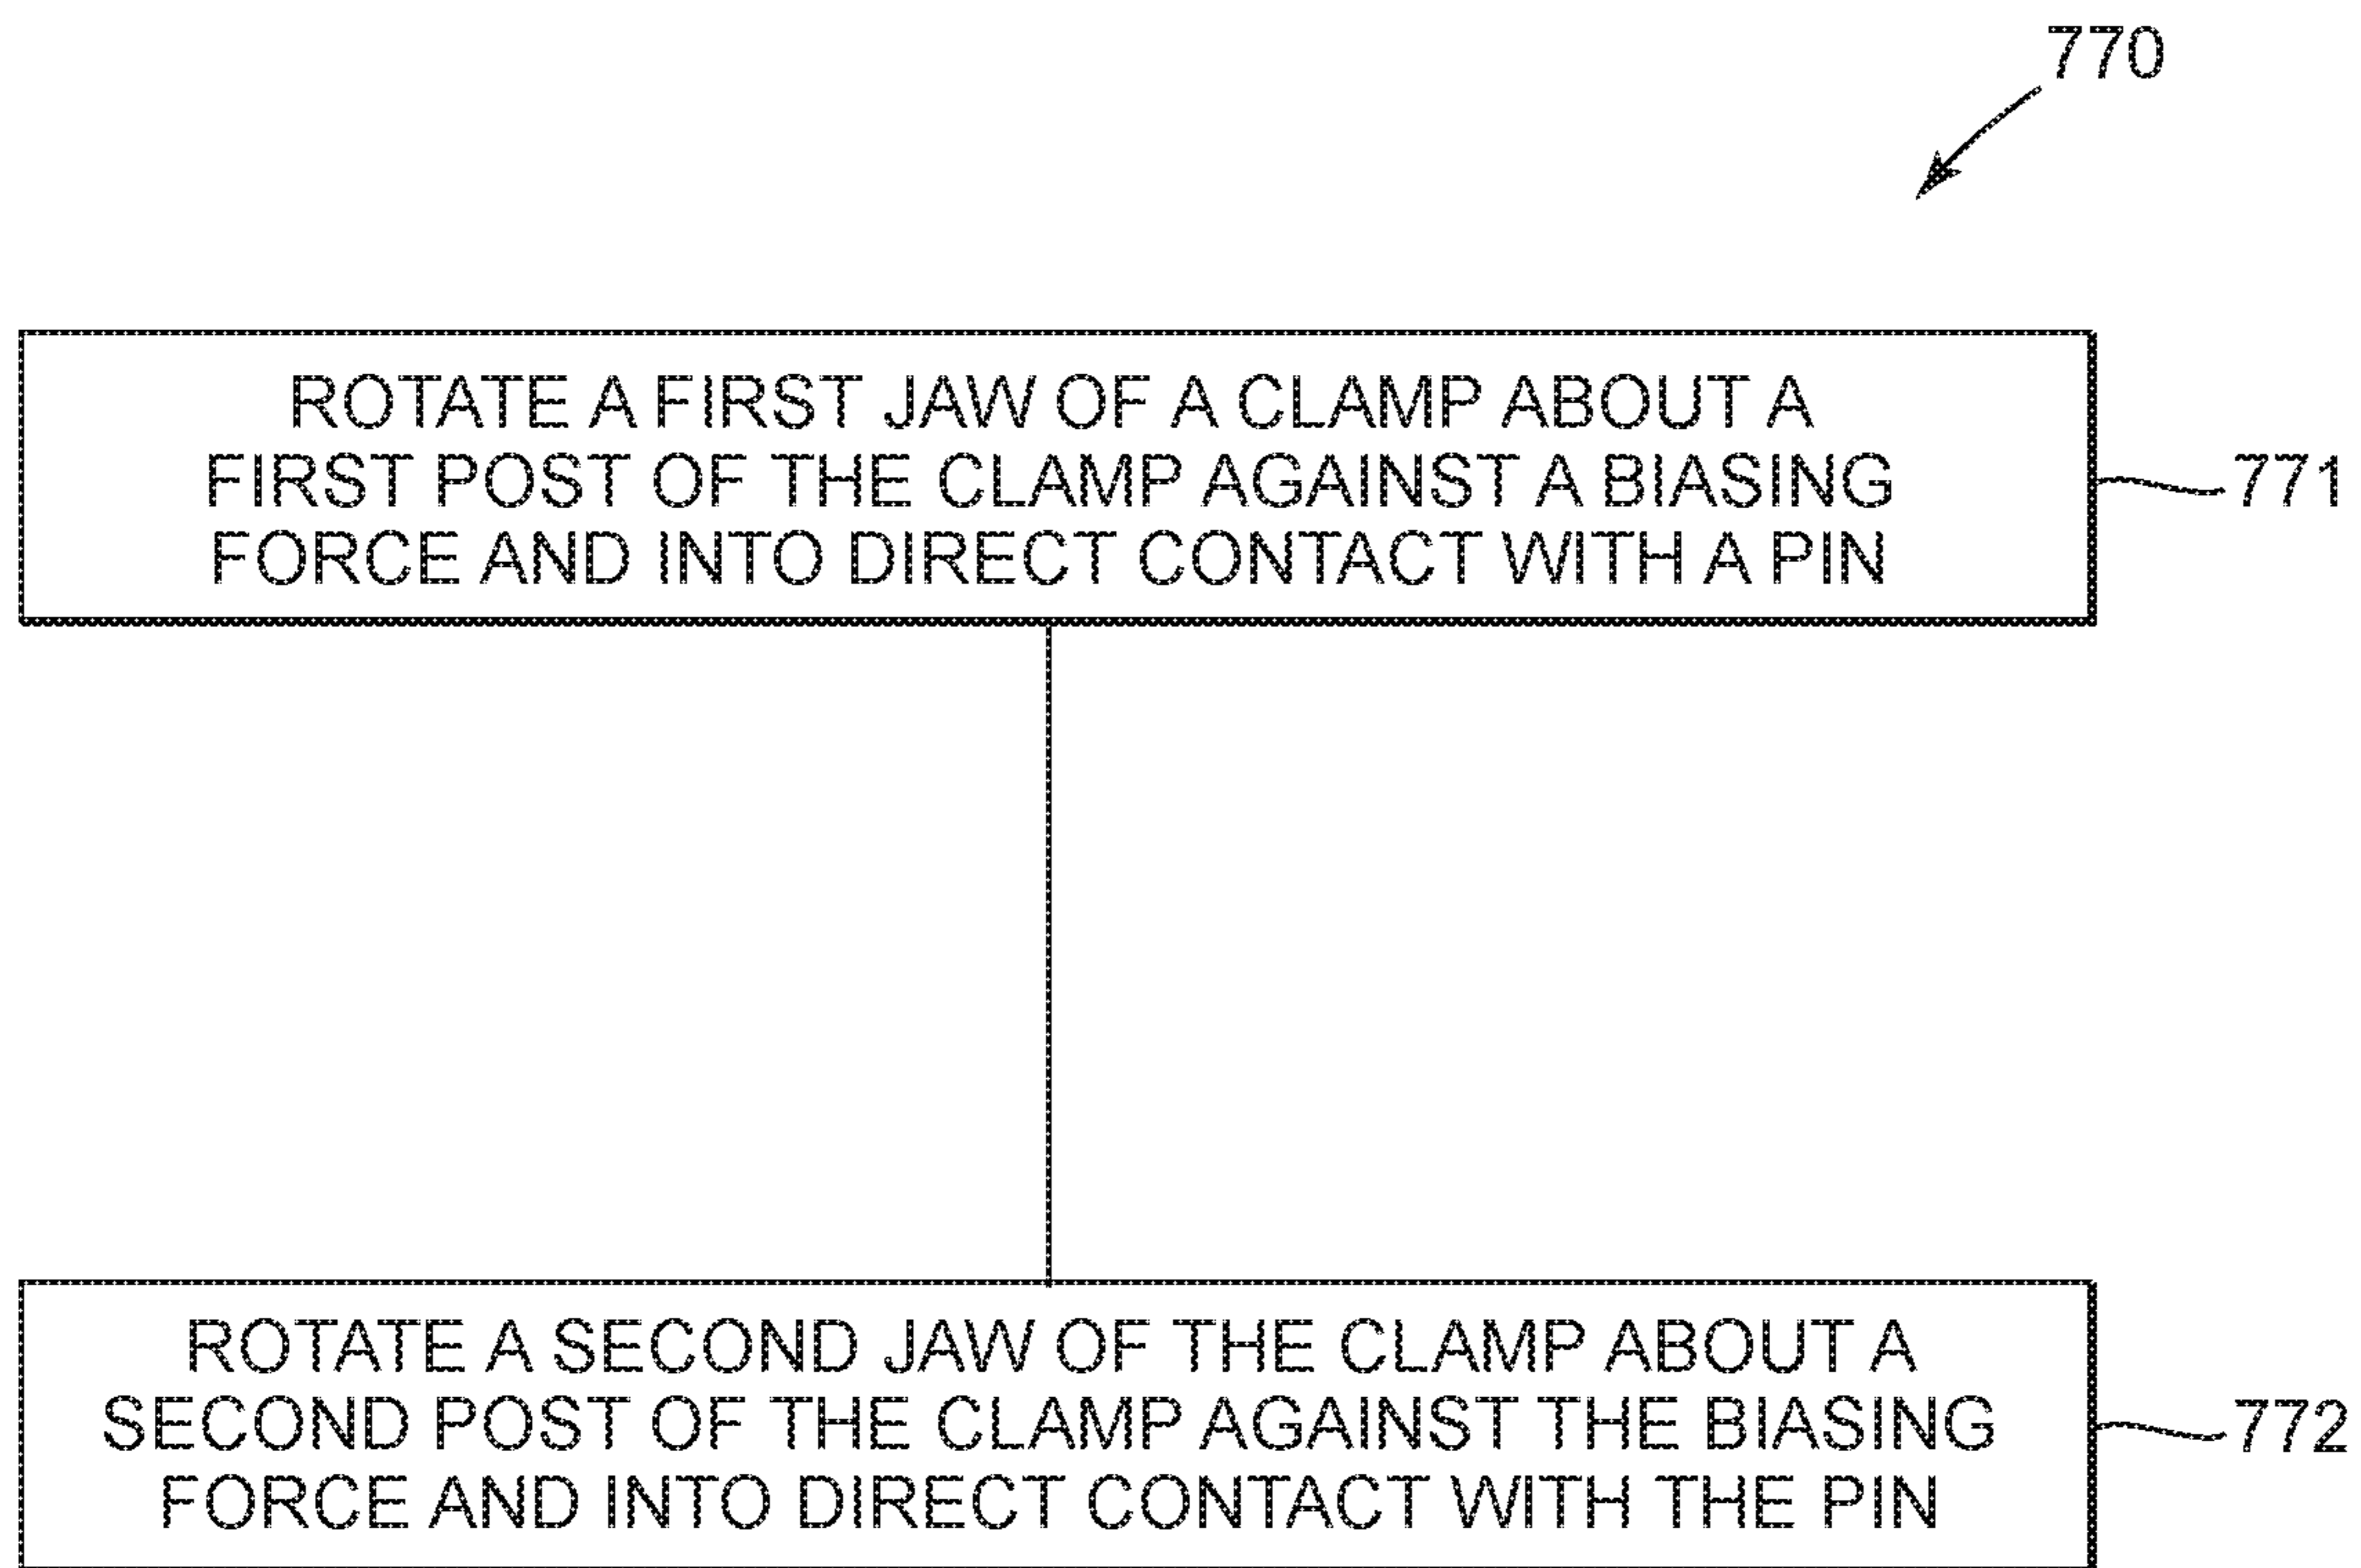 770
ROTATE A FIRST JAW OF A CLAMP ABOUT A
FIRST POST OF THE CLAMP AGAINST A BIASING
FORCE AND INTO DIRECT CONTACT WITH A PIN
771
ROTATE A SECOND JAW OF THE CLAMP ABOUT A
SECOND POST OF THE CLAMP AGAINST THE BIASING
FORCE AND INTO DIRECT CONTACT WITH THE PIN
772